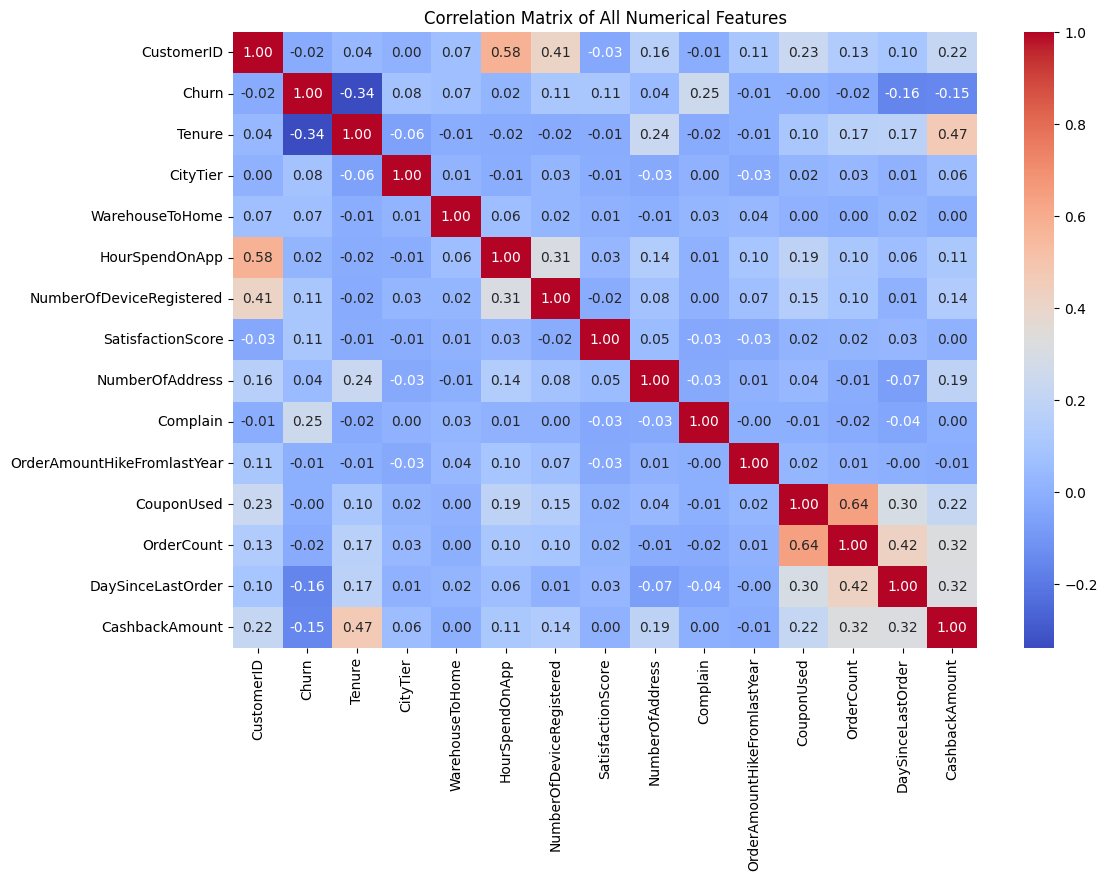 Correlation Matrix of All Numerical Features
CustomerID 1.00 -0.02 0.04 0.00 0.07 0.58 0.41 -0.03 0.16 -0.01 0.11 0.23 0.13 0.10 0.22
Churn -0.02 1.00 -0.34 0.08 0.07 0.02 0.11 0.11 0.04 0.25 -0.01 -0.00 -0.02 -0.16 -0.15
Tenure 0.04 -0.34 1.00 -0.06 -0.01 -0.02 -0.02 -0.01 0.24 -0.02 -0.01 0.10 0.17 0.17 0.47
CityTier 0.00 0.08 -0.06 1.00 0.01 -0.01 0.03 -0.01 -0.03 0.00 -0.03 0.02 0.03 0.01 0.06
WarehouseToHome 0.07 0.07 -0.01 0.01 1.00 0.06 0.02 0.01 -0.01 0.03 0.04 0.00 0.00 0.02 0.00
HourSpendOnApp 0.58 0.02 -0.02 -0.01 0.06 1.00 0.31 0.03 0.14 0.01 0.10 0.19 0.10 0.06 0.11
NumberOfDeviceRegistered 0.41 0.11 -0.02 0.03 0.02 0.31 1.00 -0.02 0.08 0.00 0.07 0.15 0.10 0.01 0.14
SatisfactionScore -0.03 0.11 -0.01 -0.01 0.01 0.03 -0.02 1.00 0.05 -0.03 -0.03 0.02 0.02 0.03 0.00
NumberOfAddress 0.16 0.04 0.24 -0.03 -0.01 0.14 0.08 0.05 1.00 -0.03 0.01 0.04 -0.01 -0.07 0.19
Complain -0.01 0.25 -0.02 0.00 0.03 0.01 0.00 -0.03 -0.03 1.00 -0.00 -0.01 -0.02 -0.04 0.00
OrderAmountHikeFromlastYear 0.11 -0.01 -0.01 -0.03 0.04 0.10 0.07 -0.03 0.01 -0.00 1.00 0.02 0.01 -0.00 -0.01
CouponUsed 0.23 -0.00 0.10 0.02 0.00 0.19 0.15 0.02 0.04 -0.01 0.02 1.00 0.64 0.30 0.22
OrderCount 0.13 -0.02 0.17 0.03 0.00 0.10 0.10 0.02 -0.01 -0.02 0.01 0.64 1.00 0.42 0.32
DaySinceLastOrder 0.10 -0.16 0.17 0.01 0.02 0.06 0.01 0.03 -0.07 -0.04 -0.00 0.30 0.42 1.00 0.32
CashbackAmount 0.22 -0.15 0.47 0.06 0.00 0.11 0.14 0.00 0.19 0.00 -0.01 0.22 0.32 0.32 1.00
CustomerID
Churn
Tenure
CityTier
WarehouseToHome
HourSpendOnApp
NumberOfDeviceRegistered
SatisfactionScore
NumberOfAddress
Complain
OrderAmountHikeFromlastYear
CouponUsed
OrderCount
DaySinceLastOrder
CashbackAmount
1.0
0.8
0.6
0.4
0.2
0.0
−0.2